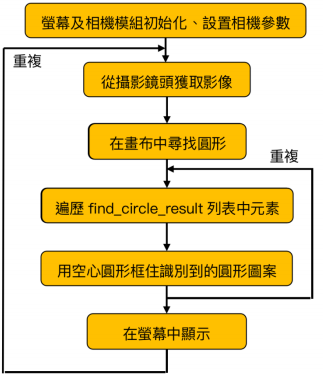 螢幕及相機模組初始化、設置相機參數
重複
從攝影鏡頭獲取影像
在畫布中尋找圓形
重複
遍歷 find_circle_result 列表中元素
用空心圓形框住識別到的圓形圖案
在螢幕中顯示